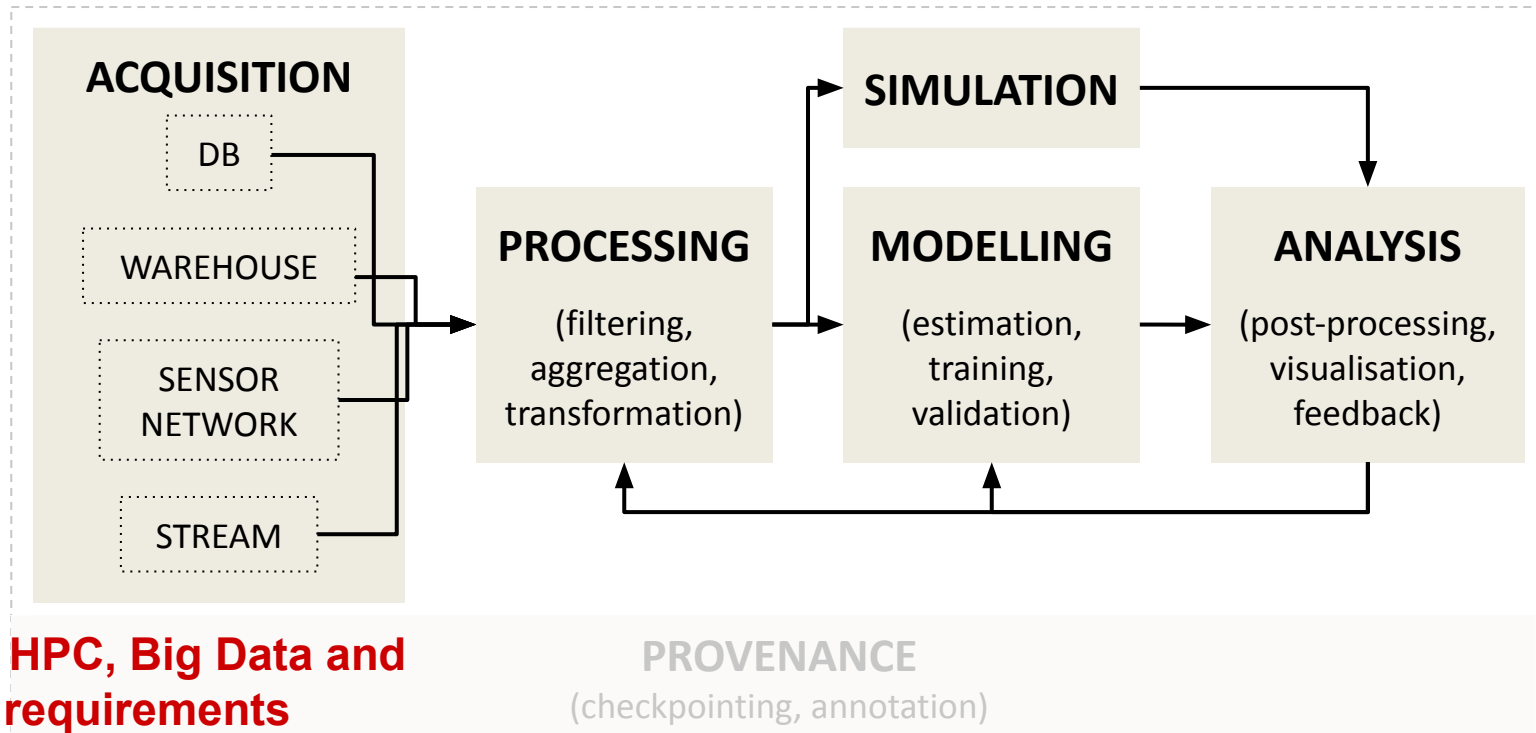 ACQUISITION
DB
WAREHOUSE
SENSOR
NETWORK
STREAM
PROCESSING
(filtering,
aggregation,
transformation)
SIMULATION
MODELLING
(estimation,
training,
validation)
ANALYSIS
(post-processing,
visualisation,
feedback)
HPC, Big Data and
requirements
PROVENANCE
(checkpointing, annotation)